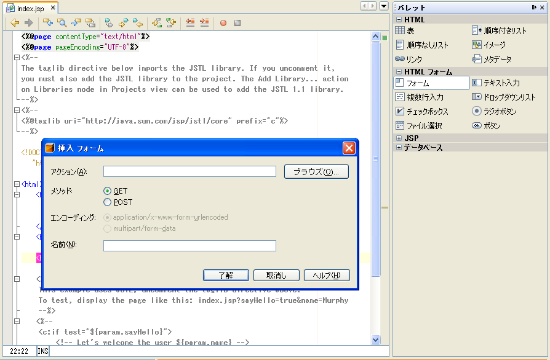 index.jsp
<%@page contentType="text/html"%>
<%@page pageEncoding="UTF-8"%>
<%--
The taglib directive below imports the JSTL library. If you uncomment it,
you must also add the JSTL library to the project. The Add Library... action
on Libraries node in Projects view can be used to add the JSTL 1.1 library.
--%>
<%--
<%@taglib uri="http://java.sun.com/jsp/jstl/core" prefix="c"%>
--%>
<html>
挿入 フォーム
アクション(A):
ブラウズ(O)...
メソッド:
GET
POST
エンコーディング:
application/x-www-form-urlencoded
multipart/form-data
名前(N):
了解
取消し
ヘルプ(H)
To test, display the page like this: index.jsp?sayHello=true&name=Murphy
--%>
<%--
<c:if test="${param.sayHello}">
<!-- Let's welcome the user ${param.name} -->
22:22
INS
パレット
HTML
表
順序付きリスト
順序なしリスト
イメージ
リンク
メタデータ
HTML フォーム
フォーム
テキスト入力
複数行入力
ドロップダウンリスト
チェックボックス
ラジオボタン
ファイル選択
ボタン
JSP
データベース